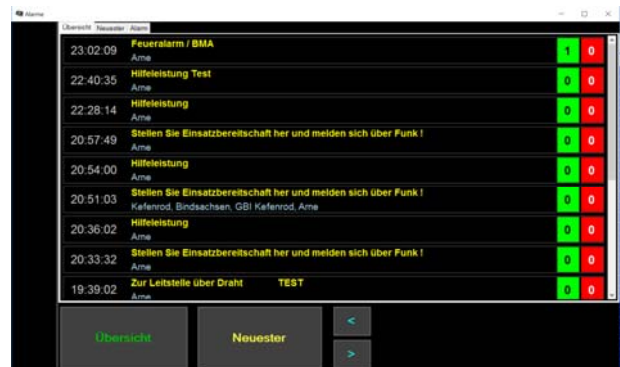 Alarme
Übersicht Neuester Alarm
23:02:09 Feueralarm / BMA 1 0
Arne
22:40:35 Hilfeleistung Test 0 0
Arne
22:28:14 Hilfeleistung 0 0
Arne
20:57:49 Stellen Sie Einsatzbereitschaft her und melden sich über Funk ! 0 0
Arne
20:54:00 Hilfeleistung 0 0
Arne
20:51:03 Stellen Sie Einsatzbereitschaft her und melden sich über Funk ! 0 0
Kefenrod, Bindsachsen, GBI Kefenrod, Arne
20:36:02 Hilfeleistung 0 0
Arne
20:33:32 Stellen Sie Einsatzbereitschaft her und melden sich über Funk ! 0 0
Arne
19:39:02 Zur Leitstelle über Draht TEST 0 0
Arne
Übersicht Neuester <
>